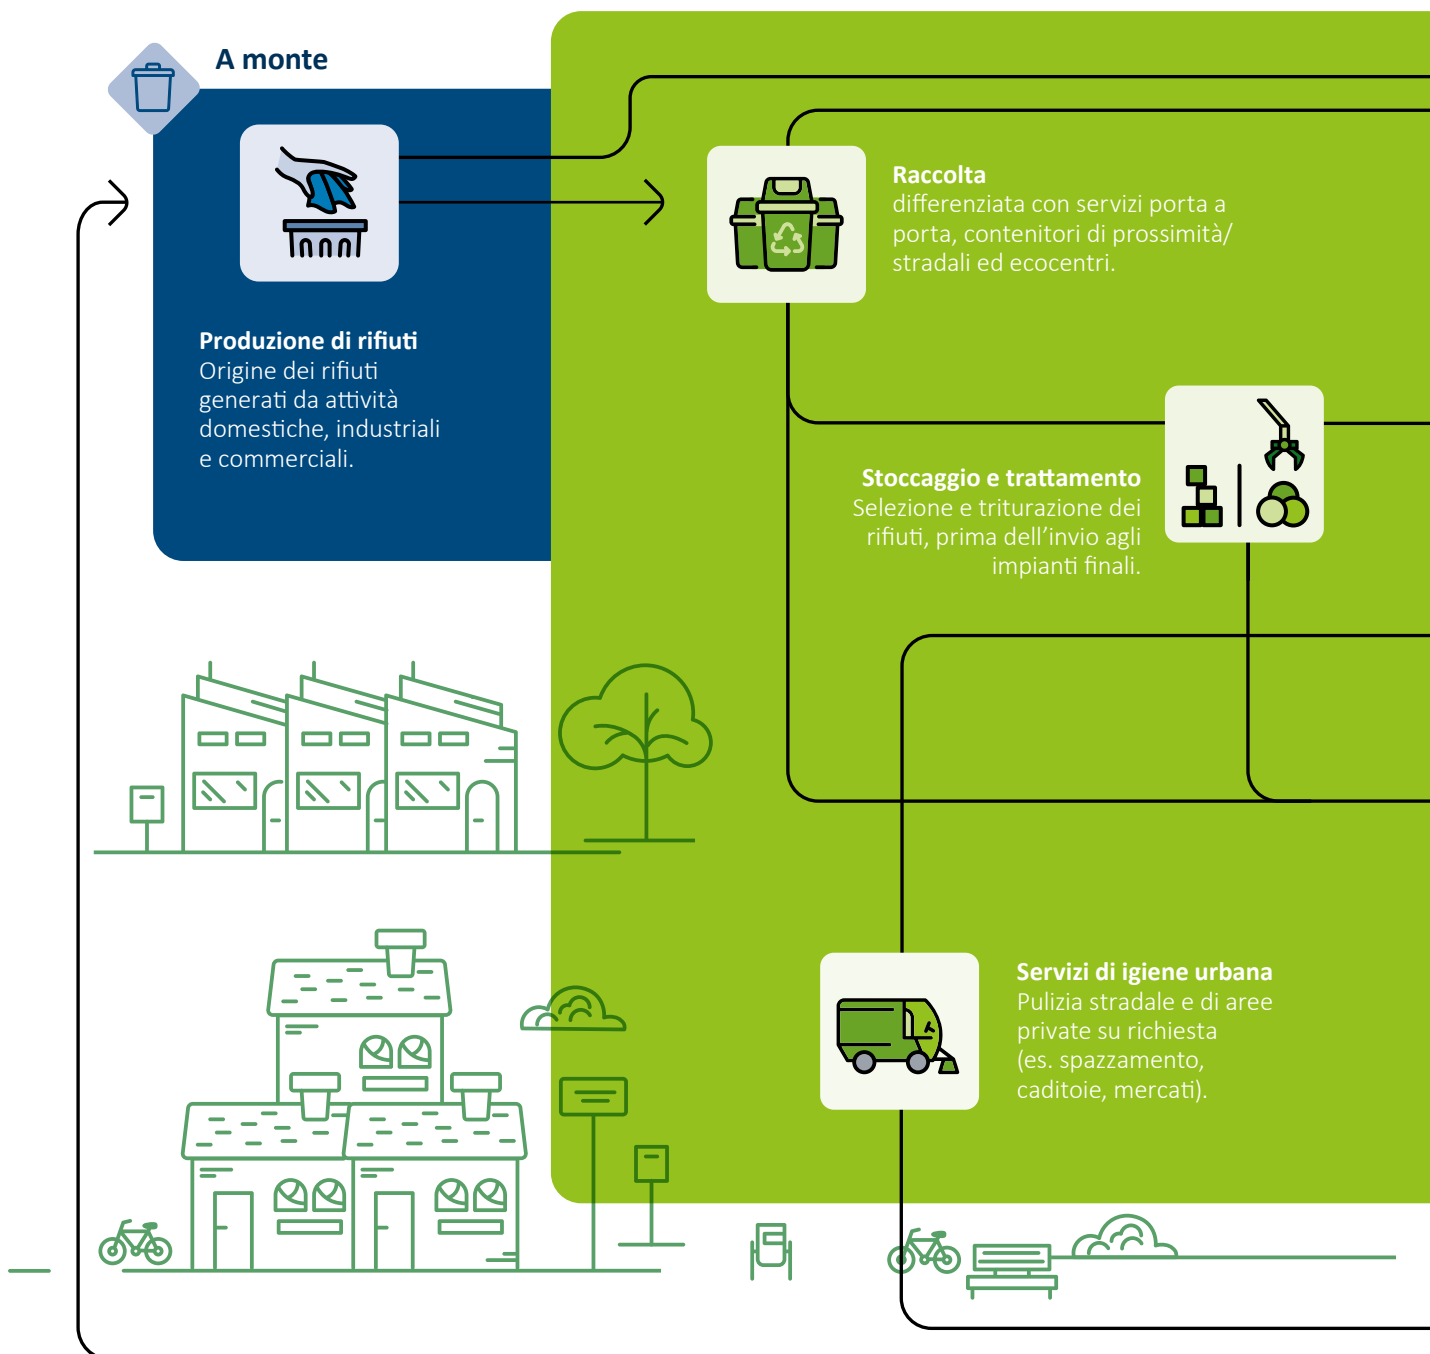 A monte
Produzione di rifiuti
Origine dei rifiuti
generati da attività
domestiche, industriali
e commerciali.
Raccolta
differenziata con servizi porta a
porta, contenitori di prossimità/
stradali ed ecocentri.
Stoccaggio e trattamento
Selezione e triturazione dei
rifiuti, prima dell’invio agli
impianti finali.
Servizi di igiene urbana
Pulizia stradale e di aree
private su richiesta
(es. spazzamento,
caditoie, mercati).